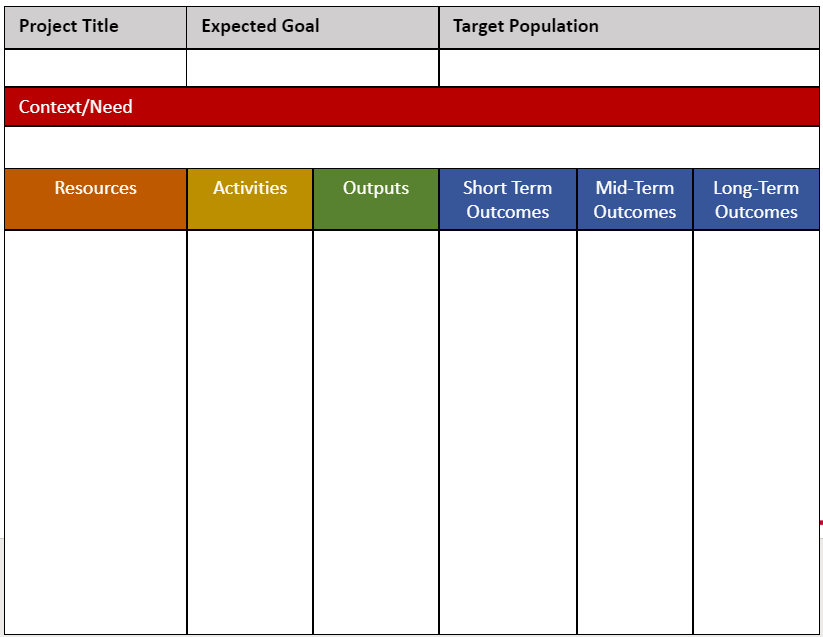 Project Title
Expected Goal
Target Population
Context/Need
Resources
Activities
Outputs
Short Term
Outcomes
Mid-Term
Outcomes
Long-Term
Outcomes